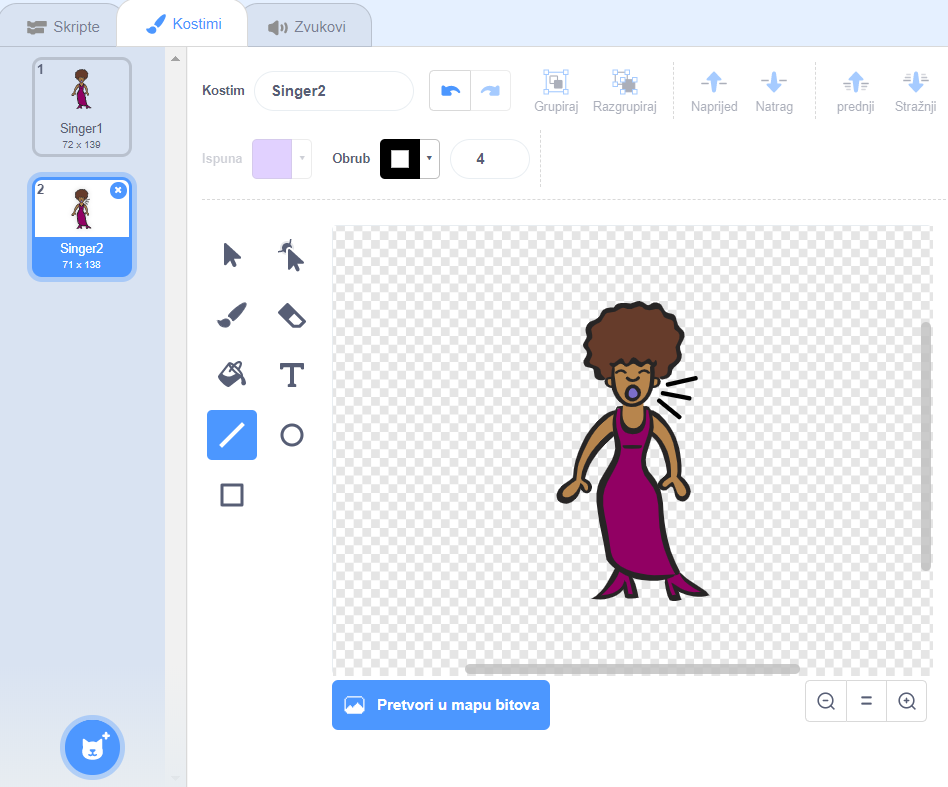 Skripte
Kostimi
Zvukovi
1
Singer1
72 x 139
2
Singer2
71 x 138
Kostim
Singer2
Grupiraj
Razgrupiraj
Naprijed
Natrag
prednji
Stražnji
Ispuna
Obrub
4
T
Pretvori u mapu bitova